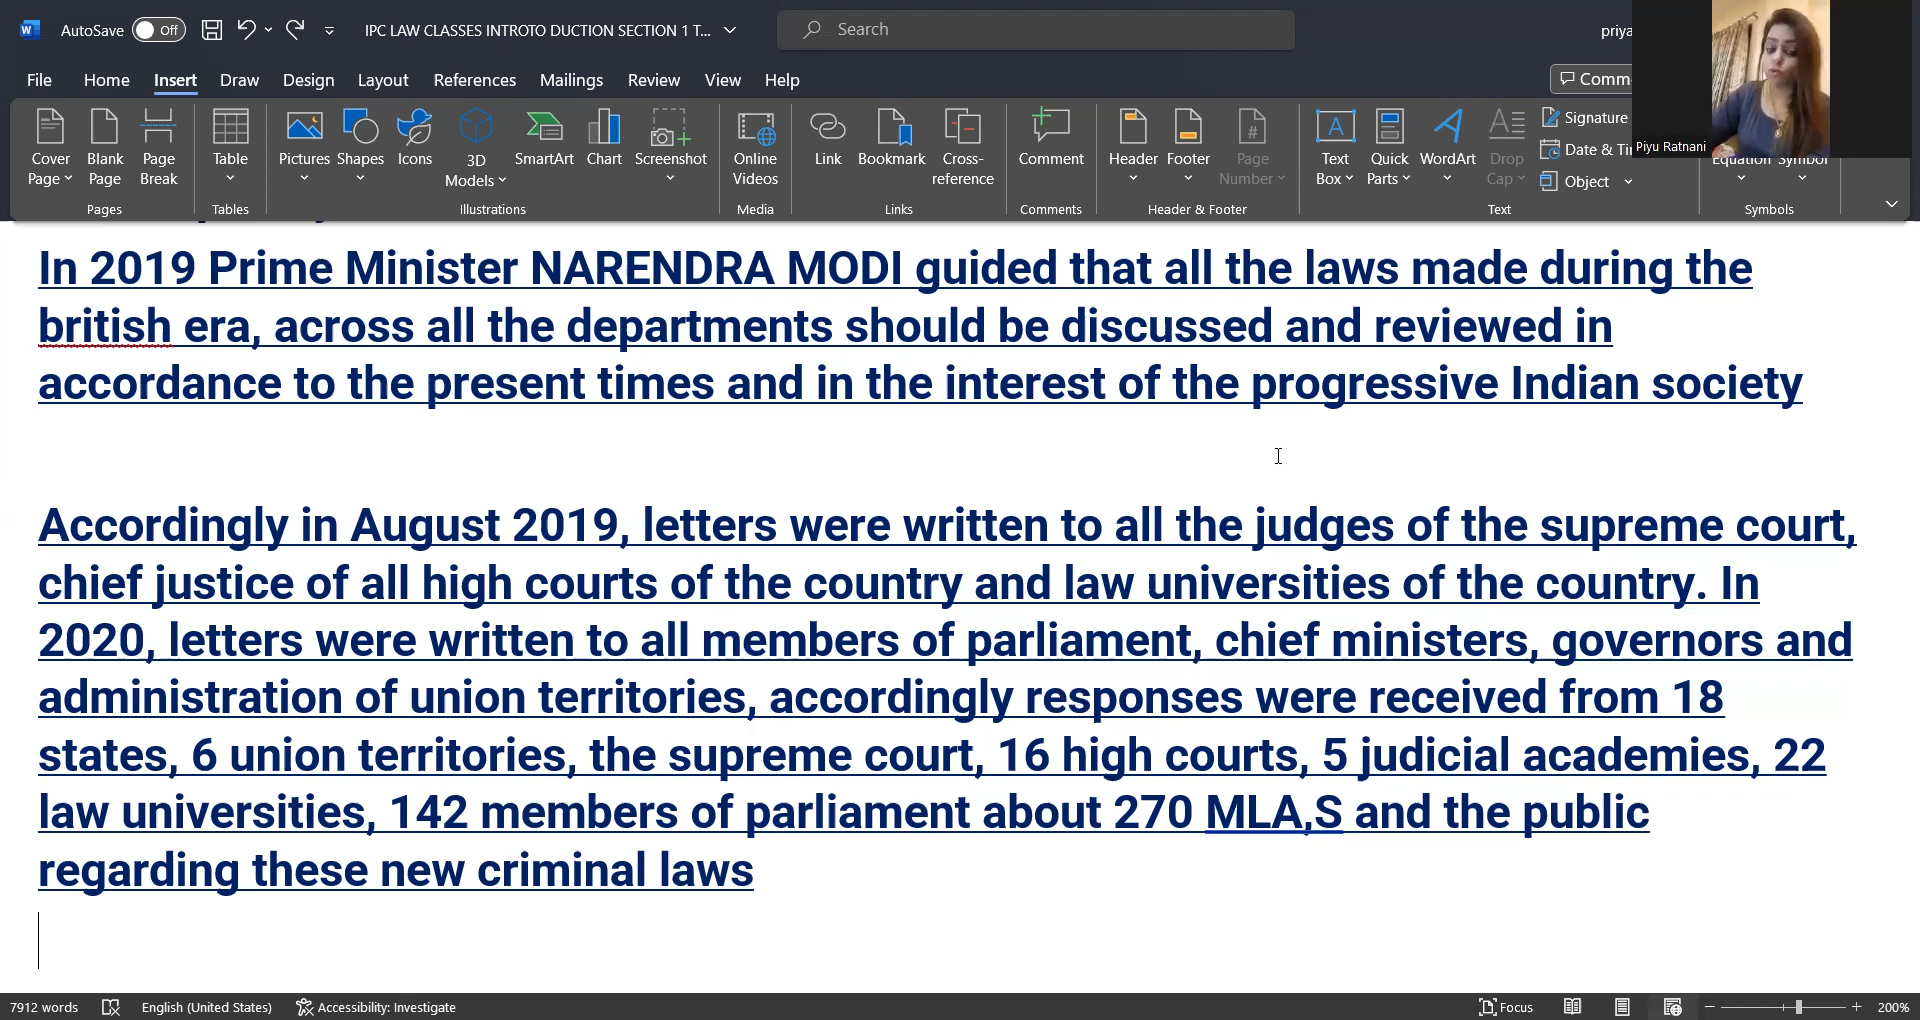 AutoSave Off IPC LAW CLASSES INTROTO DUCTION SECTION 1 T... Search priya
File Home Insert Draw Design Layout References Mailings Review View Help Comm
Cover Page Blank Page Page Break Table Pictures Shapes Icons 3D Models SmartArt Chart Screenshot Online Videos Link Bookmark Cross-reference Comment Header Footer Page Number Text Box Quick Parts WordArt Drop Cap Signature Date & Ti Object Equation Symbol
Piyu Ratnani
Pages Tables Illustrations Media Links Comments Header & Footer Text Symbols
In 2019 Prime Minister NARENDRA MODI guided that all the laws made during the
british era, across all the departments should be discussed and reviewed in
accordance to the present times and in the interest of the progressive Indian society
Accordingly in August 2019, letters were written to all the judges of the supreme court,
chief justice of all high courts of the country and law universities of the country. In
2020, letters were written to all members of parliament, chief ministers, governors and
administration of union territories, accordingly responses were received from 18
states, 6 union territories, the supreme court, 16 high courts, 5 judicial academies, 22
law universities, 142 members of parliament about 270 MLA,S and the public
regarding these new criminal laws
7912 words English (United States) Accessibility: Investigate Focus 200%